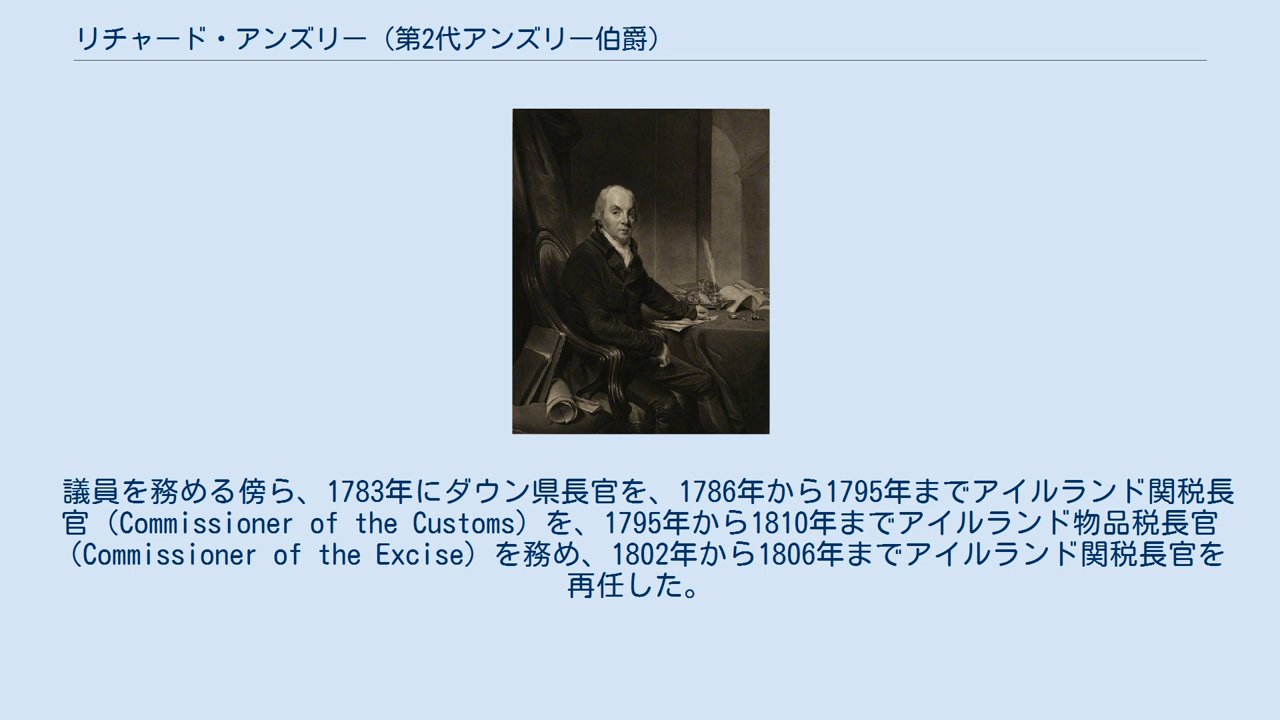 リチャード・アンズリー（第2代アンズリー伯爵）
議員を務める傍ら、1783年にダウン県長官を、1786年から1795年までアイルランド関税長
官（Commissioner of the Customs）を、1795年から1810年までアイルランド物品税長官
（Commissioner of the Excise）を務め、1802年から1806年までアイルランド関税長官を
再任した。